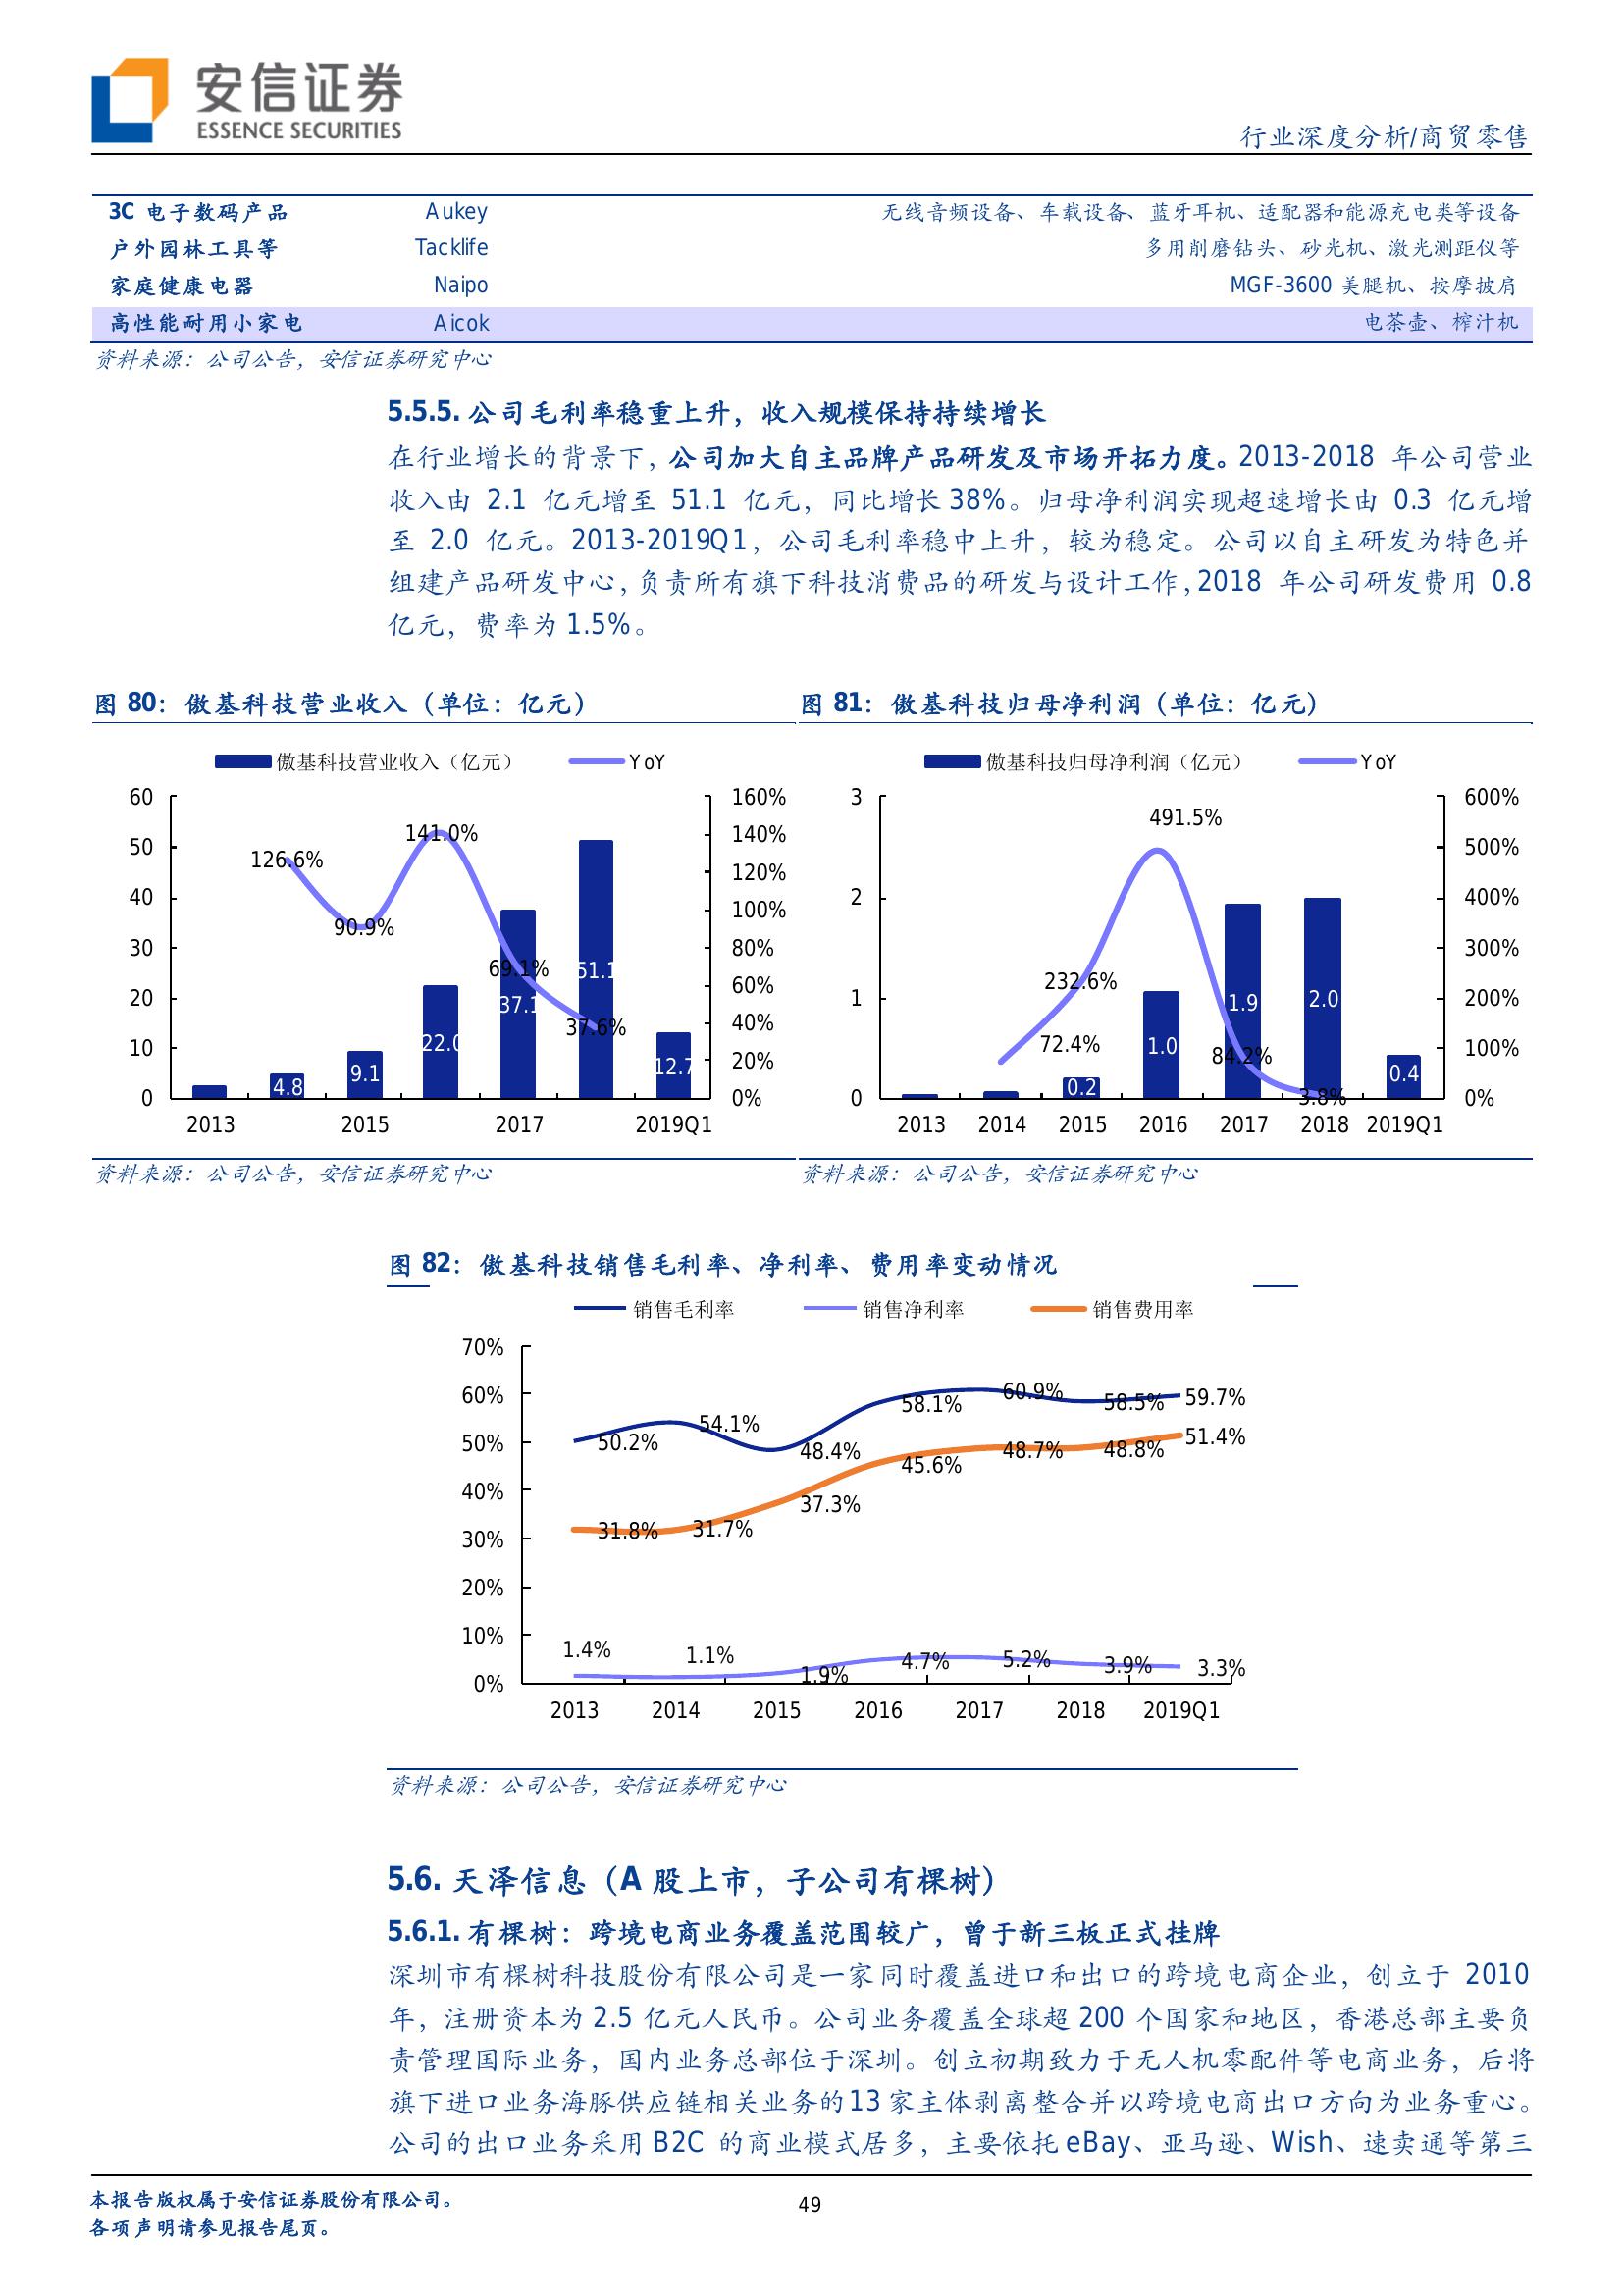 安信证券
ESSENCE SECURITIES
行业深度分析/商贸零售
3C 电子数码产品 Aukey 无线音频设备、车载设备、蓝牙耳机、适配器和能源充电类等设备
户外园林工具等 Tacklife 多用削磨钻头、砂光机、激光测距仪等
家庭健康电器 Naipo MGF-3600 美腿机、按摩披肩
高性能耐用小家电 Aicok 电茶壶、榨汁机
资料来源：公司公告，安信证券研究中心
5.5.5. 公司毛利率稳重上升，收入规模保持持续增长
在行业增长的背景下，公司加大自主品牌产品研发及市场开拓力度。2013-2018 年公司营业
收入由 2.1 亿元增至 51.1 亿元，同比增长 38%。归母净利润实现超速增长由 0.3 亿元增
至 2.0 亿元。2013-2019Q1，公司毛利率稳中上升，较为稳定。公司以自主研发为特色并
组建产品研发中心，负责所有旗下科技消费品的研发与设计工作，2018 年公司研发费用 0.8
亿元，费率为 1.5%。
图 80：傲基科技营业收入（单位：亿元）
傲基科技营业收入（亿元） YoY
60
50
40
30
20
10
0
160%
140%
120%
100%
80%
60%
40%
20%
0%
126.6%
90.9%
141.0%
69.1%
37.6%
4.8
9.1
22.0
37.1
51.1
12.7
2013 2015 2017 2019Q1
资料来源：公司公告，安信证券研究中心
图 81：傲基科技归母净利润（单位：亿元）
傲基科技归母净利润（亿元） YoY
3
2
1
0
600%
500%
400%
300%
200%
100%
0%
72.4%
232.6%
491.5%
84.2%
3.8%
0.2
1.0
1.9
2.0
0.4
2013 2014 2015 2016 2017 2018 2019Q1
资料来源：公司公告，安信证券研究中心
图 82：傲基科技销售毛利率、净利率、费用率变动情况
销售毛利率 销售净利率 销售费用率
70%
60%
50%
40%
30%
20%
10%
0%
50.2% 54.1% 48.4% 58.1% 60.9% 58.5% 59.7%
31.8% 31.7% 37.3% 45.6% 48.7% 48.8% 51.4%
1.4% 1.1% 1.9% 4.7% 5.2% 3.9% 3.3%
2013 2014 2015 2016 2017 2018 2019Q1
资料来源：公司公告，安信证券研究中心
5.6. 天泽信息（A 股上市，子公司有棵树）
5.6.1. 有棵树：跨境电商业务覆盖范围较广，曾于新三板正式挂牌
深圳市有棵树科技股份有限公司是一家同时覆盖进口和出口的跨境电商企业，创立于 2010
年，注册资本为 2.5 亿元人民币。公司业务覆盖全球超 200 个国家和地区，香港总部主要负
责管理国际业务，国内业务总部位于深圳。创立初期致力于无人机零配件等电商业务，后将
旗下进口业务海豚供应链相关业务的 13 家主体剥离整合并以跨境电商出口方向为业务重心。
公司的出口业务采用 B2C 的商业模式居多，主要依托 eBay、亚马逊、Wish、速卖通等第三
本报告版权属于安信证券股份有限公司。
各项声明请参见报告尾页。
49